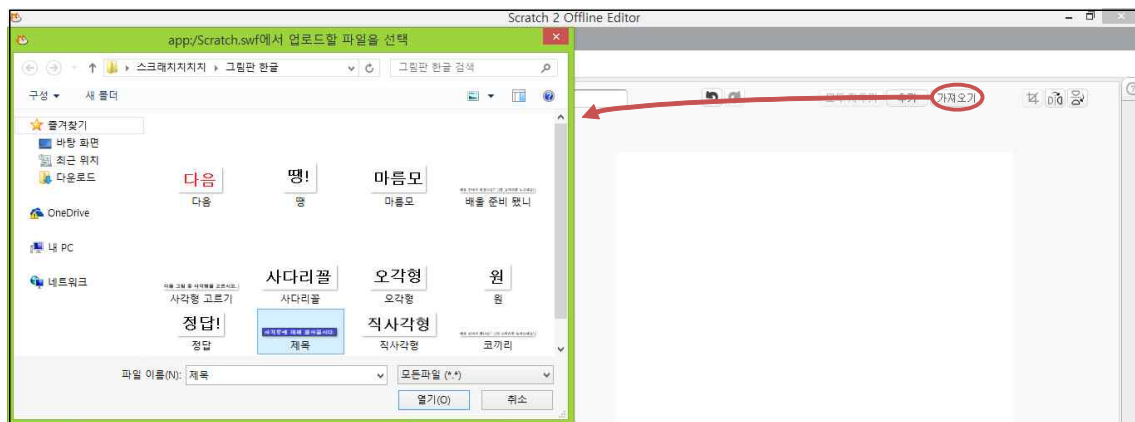 Scratch 2 Offline Editor
app:/Scratch.swf에서 업로드할 파일을 선택
스크래치치치치 ▸ 그림판 한글
그림판 한글 검색
구성
새 폴더
가져오기
즐겨찾기
바탕 화면
최근 위치
다운로드
OneDrive
내 PC
네트워크
다음
땡!
마름모
다음
땡
마름모
배울 준비 됐니
사다리꼴
오각형
원
사각형 고르기
사다리꼴
오각형
원
정답!
직사각형
정답
제목
직사각형
코끼리
파일 이름(N):
제목
모든파일 (*.*)
열기(O)
취소